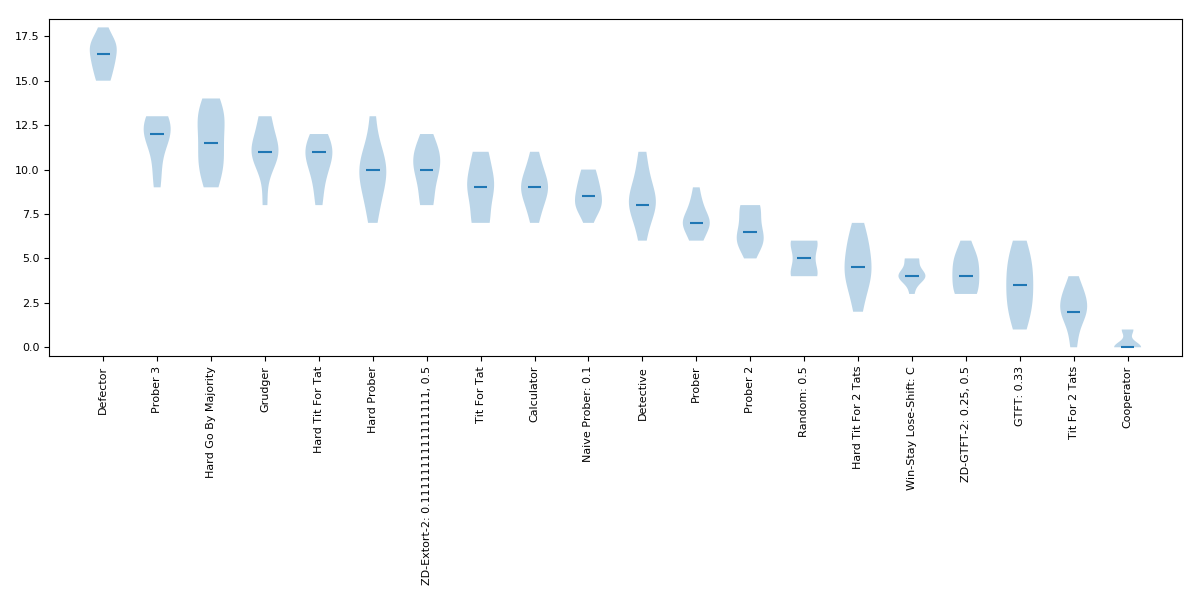 17.5
15.0
12.5
10.0
7.5
5.0
2.5
0.0
Defector
Prober 3
Hard Go By Majority
Grudger
Hard Tit For Tat
Hard Prober
ZD-Extort-2: 0.1111111111111111, 0.5
Tit For Tat
Calculator
Naive Prober: 0.1
Detective
Prober
Prober 2
Random: 0.5
Hard Tit For 2 Tats
Win-Stay Lose-Shift: C
ZD-GTFT-2: 0.25, 0.5
GTFT: 0.33
Tit For 2 Tats
Cooperator